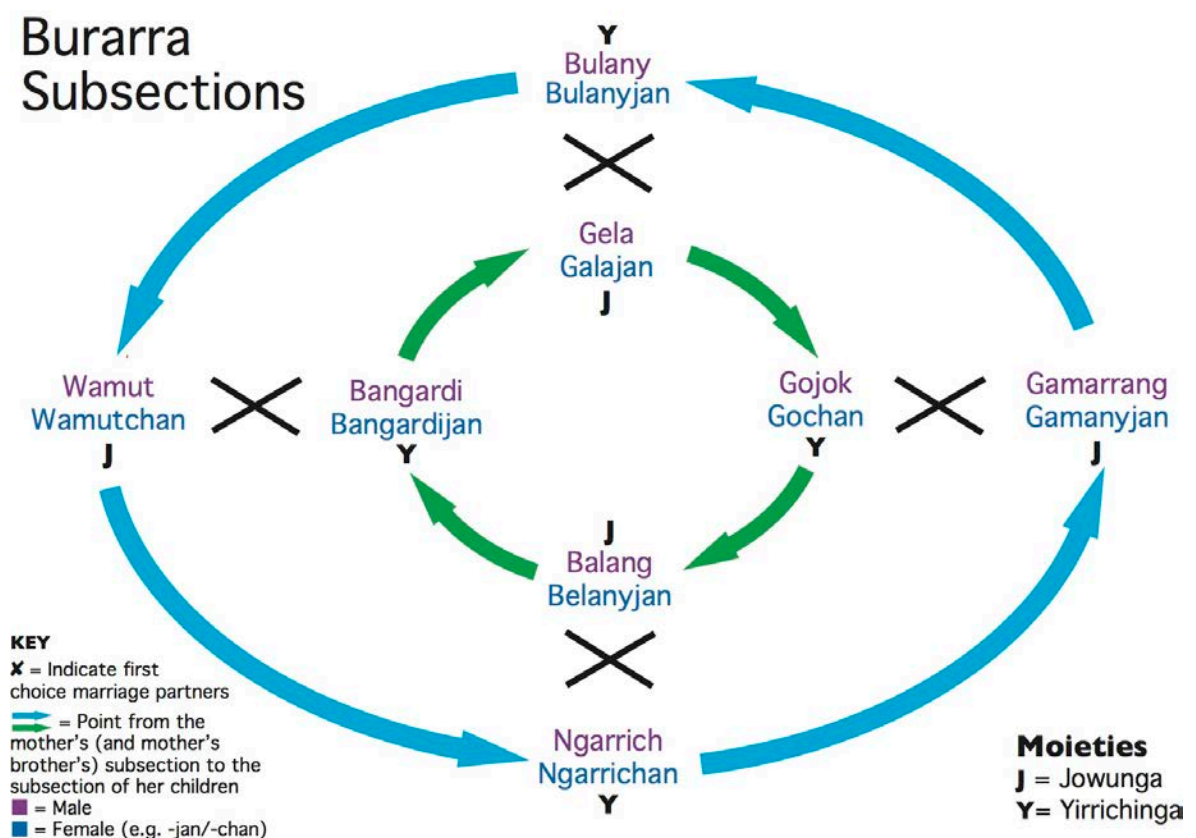 Burarra
Subsections
Y
Bulany
Bulanyjan
Gela
Galajan
J
Wamut
Wamutchan
J
Bangardi
Bangardijan
Y
Gojok
Gochan
Y
Gamarrang
Gamanyjan
J
J
Balang
Belanyjan
Ngarrich
Ngarrichan
Y
KEY
✘ = Indicate first
choice marriage partners
= Point from the
mother's (and mother's
brother's) subsection to the
subsection of her children
= Male
= Female (e.g. -jan/-chan)
Moieties
J = Jowunga
Y= Yirrichinga